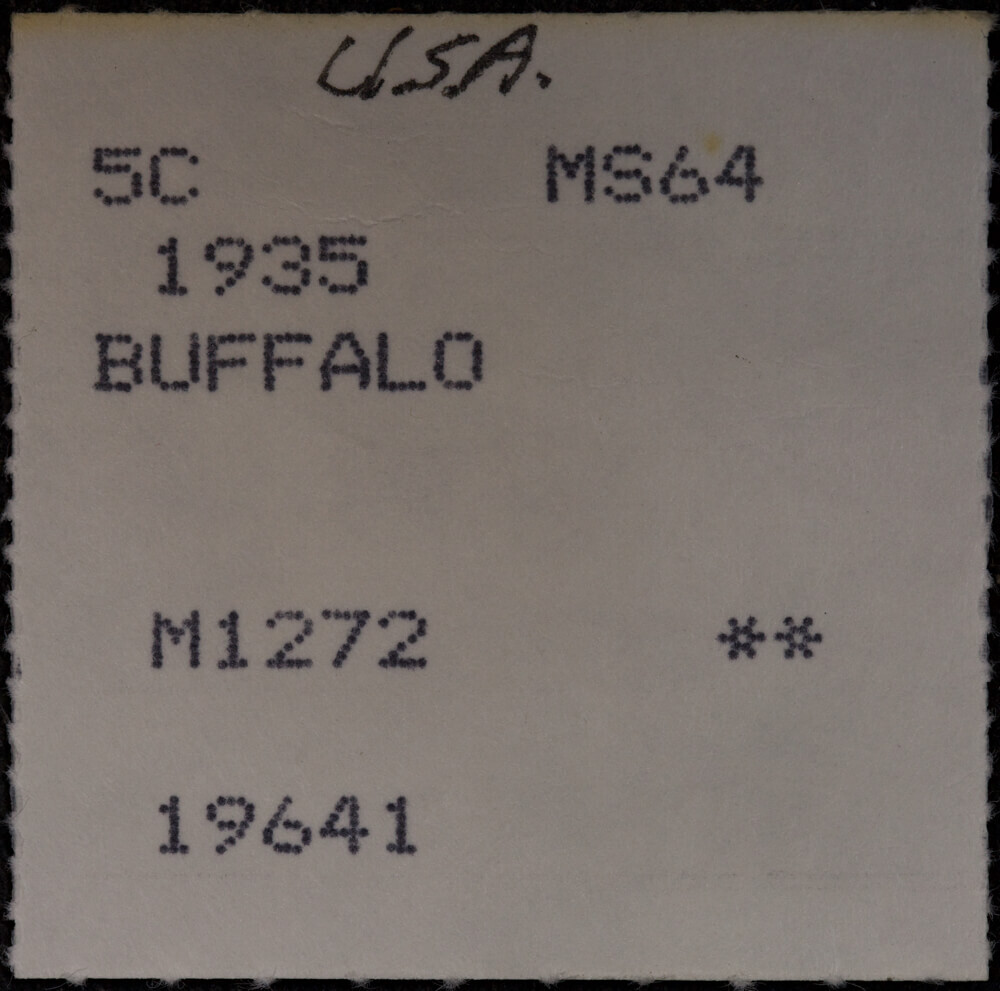 U.S.A.
5C MS64
1935
BUFFALO
M1272 **
19641